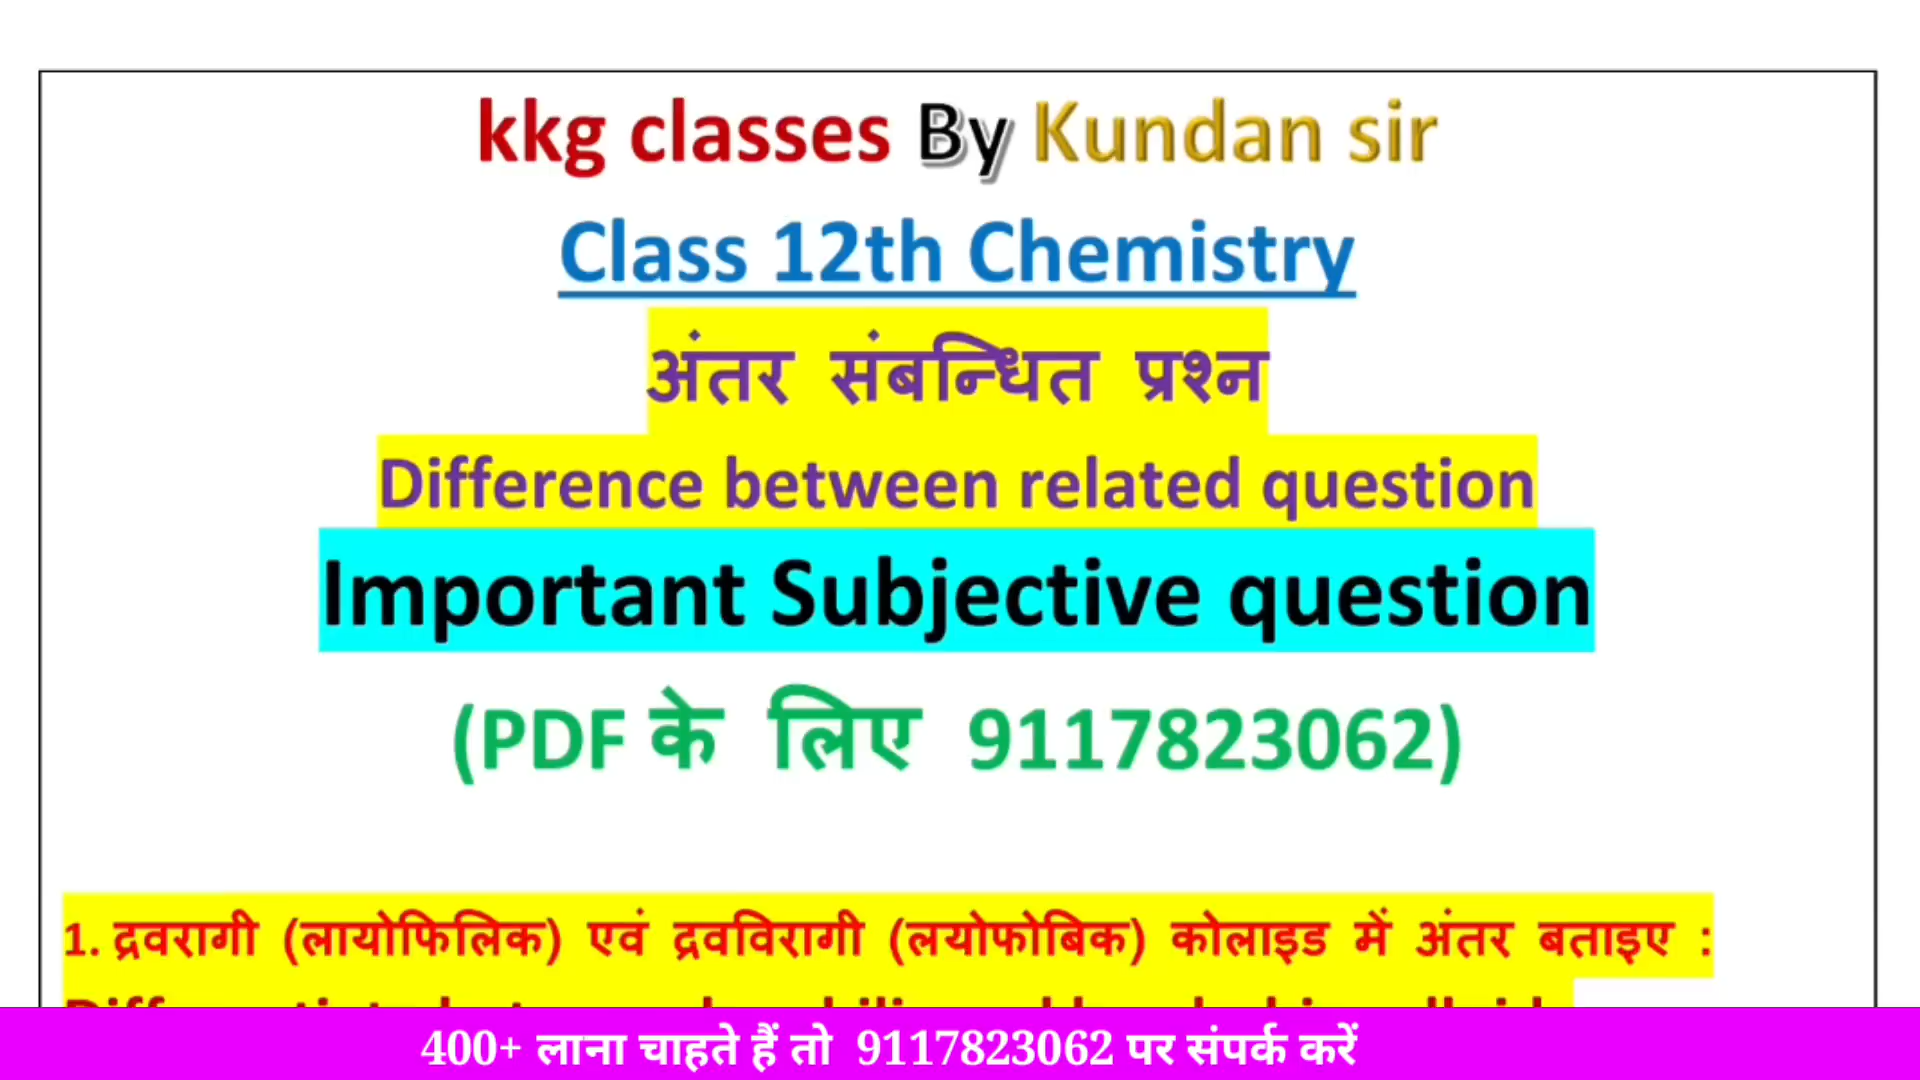 kkg classes By Kundan sir
Class 12th Chemistry
अंतर संबन्धित प्रश्न
Difference between related question
Important Subjective question
(PDF के लिए 9117823062)
1. द्रवरागी (लायोफिलिक) एवं द्रवविरागी (लयोफोबिक) कोलाइड में अंतर बताइए :
400+ लाना चाहते हैं तो 9117823062 पर संपर्क करें